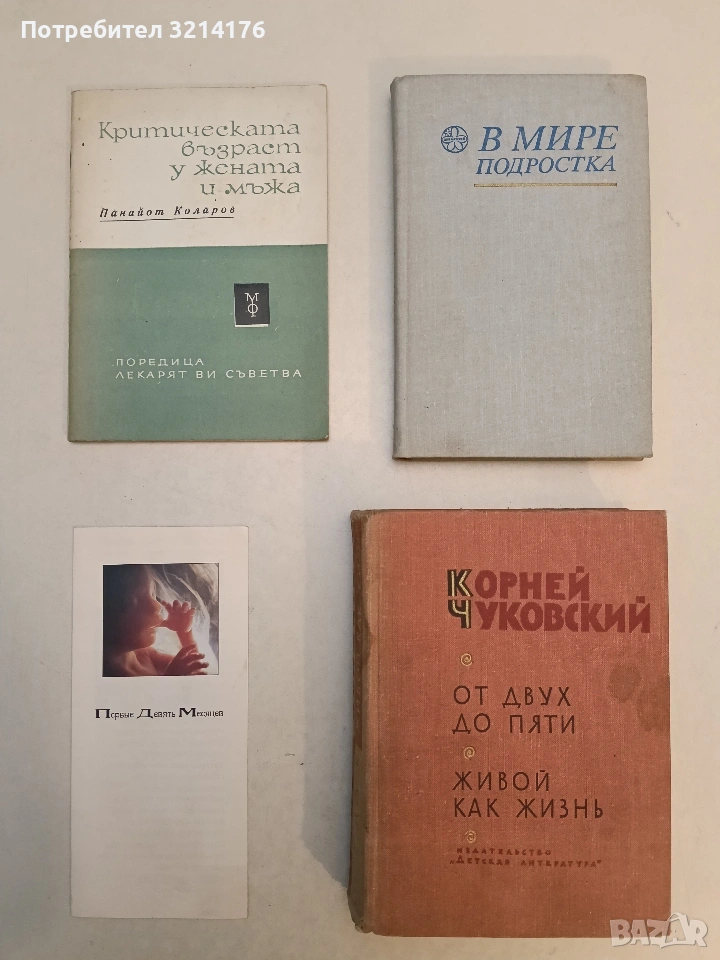 Потребител 3214176
Критическата
възраст
у жената
и мъжа
Панайот Коларов
МФ
ПОРЕДИЦА
ЛЕКАРЯТ ВИ СЪВЕТВА
В МИРЕ
ПОДРОСТКА
Первые Девять Месяцев
КОРНЕЙ
ЧУКОВСКИЙ
ОТ ДВУХ
ДО ПЯТИ
ЖИВОЙ
КАК ЖИЗНЬ
ИЗДАТЕЛЬСТВО
„ДЕТСКАЯ ЛИТЕРАТУРА"
BAZAR